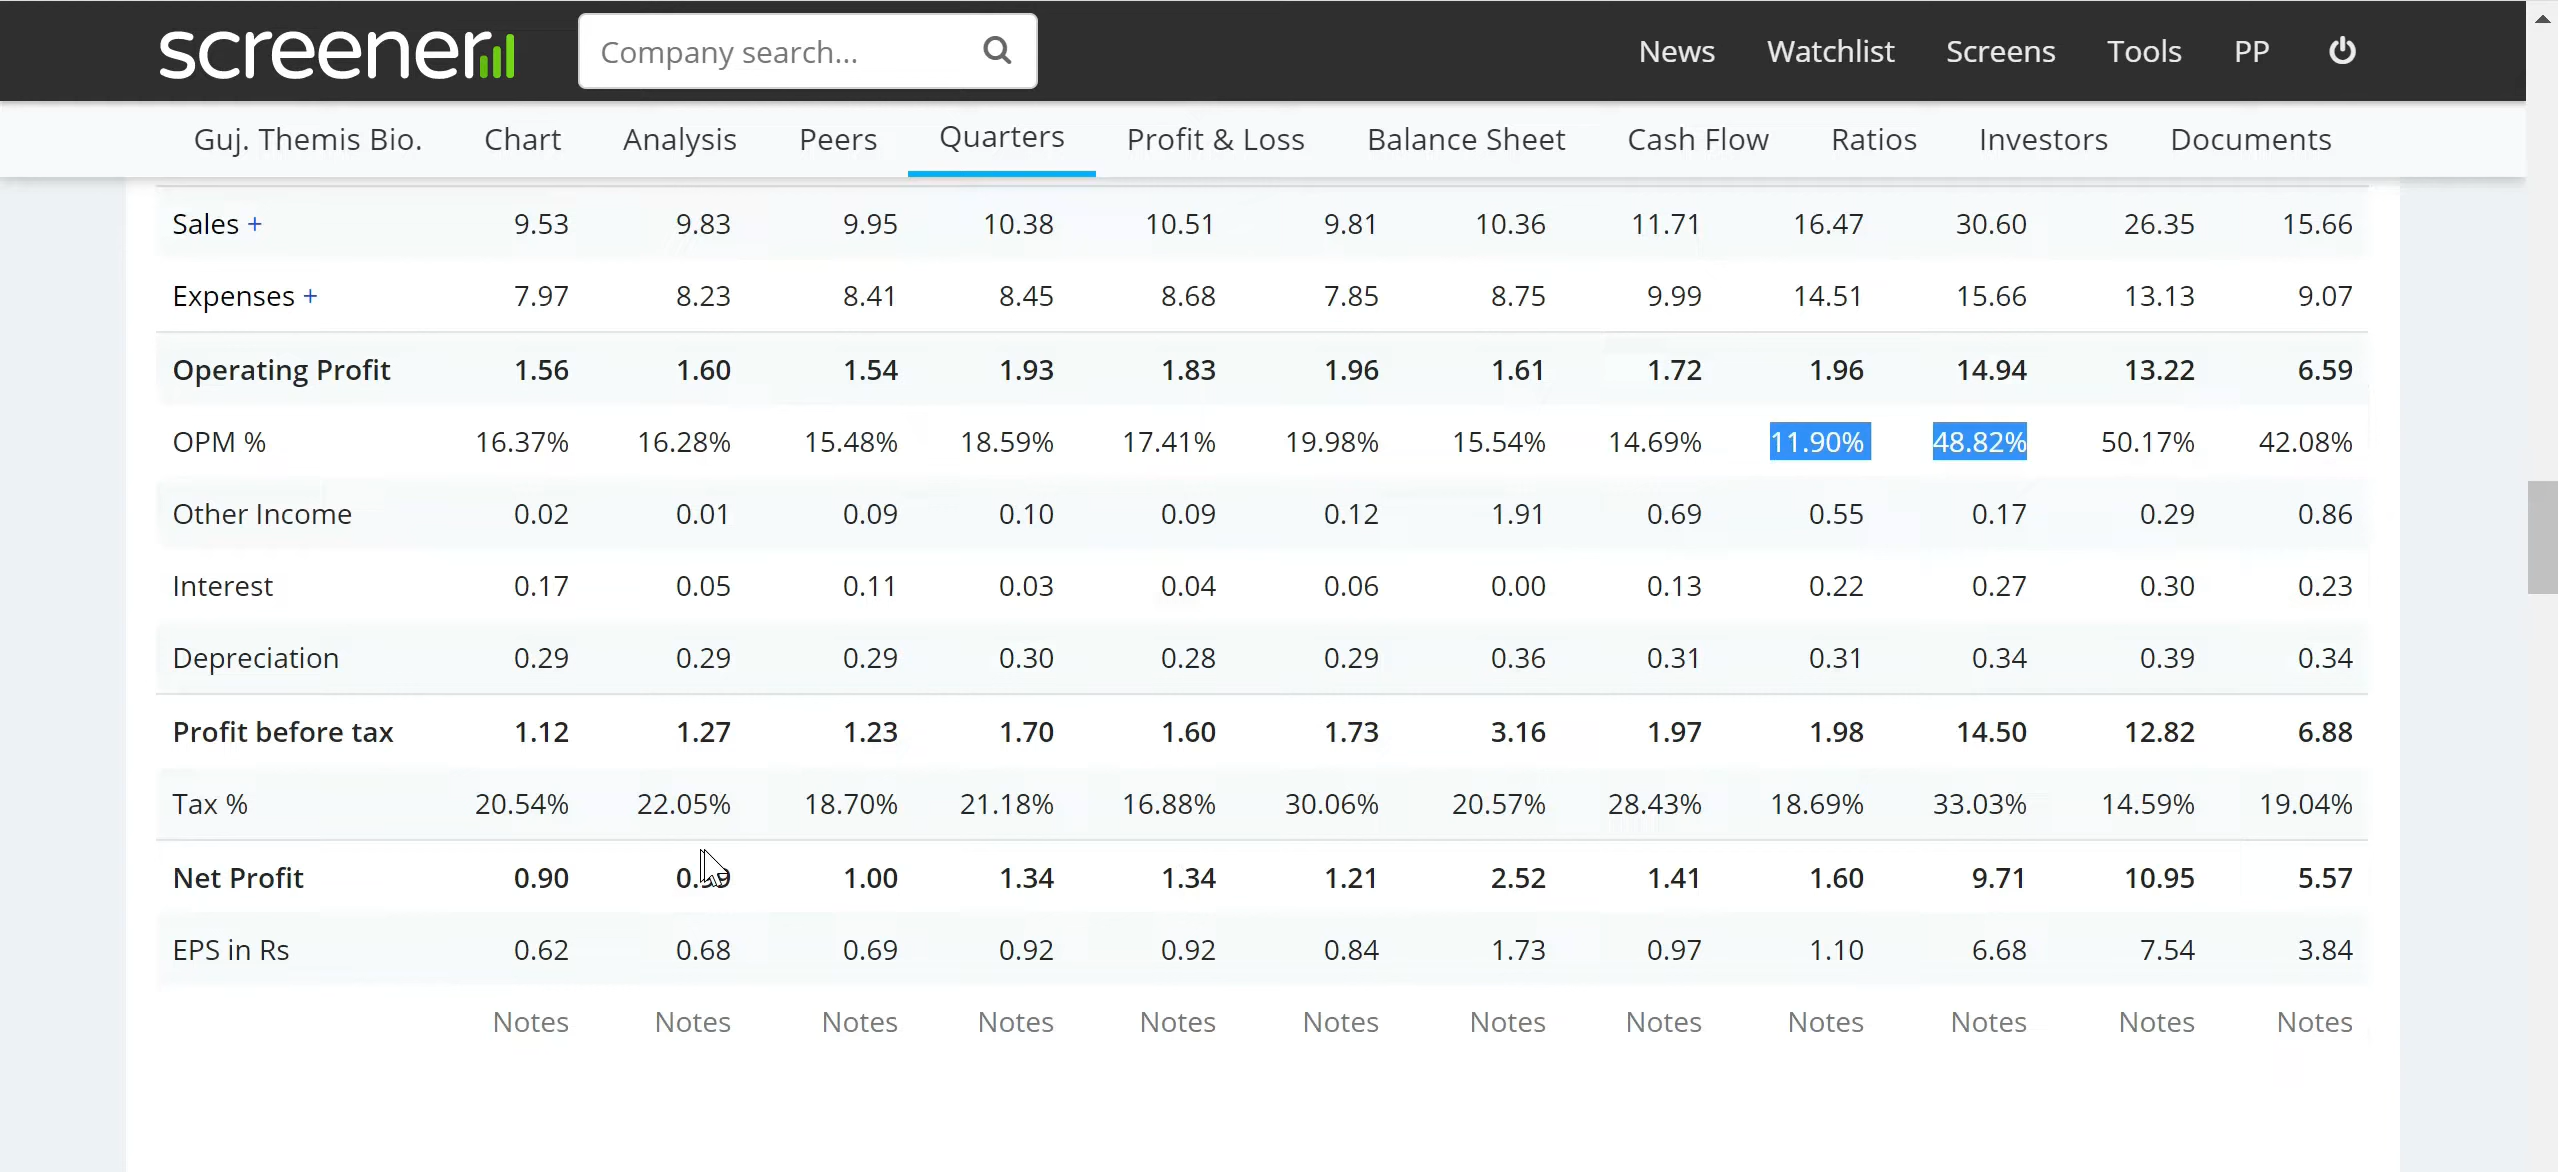 screener Company search... News Watchlist Screens Tools PP
Guj. Themis Bio. Chart Analysis Peers Quarters Profit & Loss Balance Sheet Cash Flow Ratios Investors Documents
Sales + 9.53 9.83 9.95 10.38 10.51 9.81 10.36 11.71 16.47 30.60 26.35 15.66
Expenses + 7.97 8.23 8.41 8.45 8.68 7.85 8.75 9.99 14.51 15.66 13.13 9.07
Operating Profit 1.56 1.60 1.54 1.93 1.83 1.96 1.61 1.72 1.96 14.94 13.22 6.59
OPM % 16.37% 16.28% 15.48% 18.59% 17.41% 19.98% 15.54% 14.69% 11.90% 48.82% 50.17% 42.08%
Other Income 0.02 0.01 0.09 0.10 0.09 0.12 1.91 0.69 0.55 0.17 0.29 0.86
Interest 0.17 0.05 0.11 0.03 0.04 0.06 0.00 0.13 0.22 0.27 0.30 0.23
Depreciation 0.29 0.29 0.29 0.30 0.28 0.29 0.36 0.31 0.31 0.34 0.39 0.34
Profit before tax 1.12 1.27 1.23 1.70 1.60 1.73 3.16 1.97 1.98 14.50 12.82 6.88
Tax % 20.54% 22.05% 18.70% 21.18% 16.88% 30.06% 20.57% 28.43% 18.69% 33.03% 14.59% 19.04%
Net Profit 0.90 1.00 1.34 1.34 1.21 2.52 1.41 1.60 9.71 10.95 5.57
EPS in Rs 0.62 0.68 0.69 0.92 0.92 0.84 1.73 0.97 1.10 6.68 7.54 3.84
Notes Notes Notes Notes Notes Notes Notes Notes Notes Notes Notes Notes